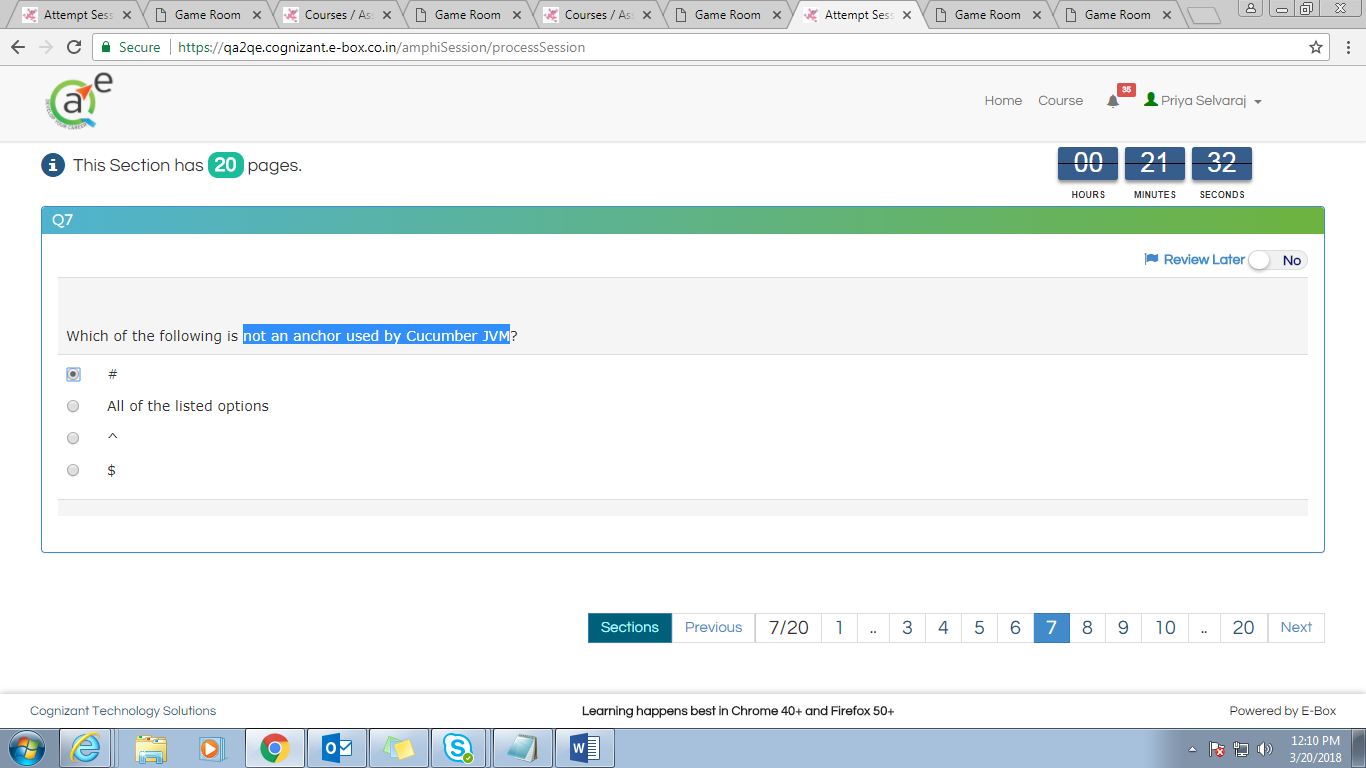 Attempt Sess
Game Room
Courses / As
Game Room
Courses / As
Game Room
Attempt Sess
Game Room
Game Room
Secure
https://qa2qe.cognizant.e-box.co.in/amphiSession/processSession
a e
Home
Course
35
Priya Selvaraj
This Section has 20 pages.
00 21 32
HOURS MINUTES SECONDS
Q7
Review Later No
Which of the following is not an anchor used by Cucumber JVM?
#
All of the listed options
^
$
Sections Previous 7/20 1 .. 3 4 5 6 7 8 9 10 .. 20 Next
Cognizant Technology Solutions
Learning happens best in Chrome 40+ and Firefox 50+
Powered by E-Box
12:10 PM
3/20/2018